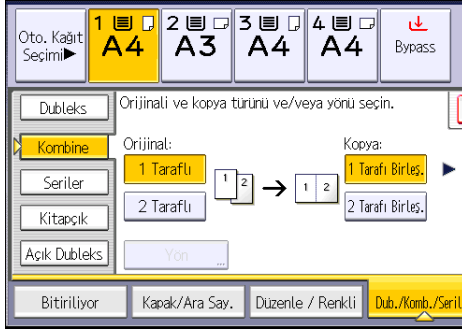 Oto. Kağıt
Seçimi▶
1
A4
2
A3
3
A4
4
A4
Bypass
Orijinali ve kopya türünü ve/veya yönü seçin.
Dubleks
Kombine
Seriler
Kitapçık
Açık Dubleks
Orijinal:
1 Taraflı
2 Taraflı
Yön ...
1 2 → 1 2
Kopya:
1 Tarafı Birleş.
2 Tarafı Birleş.
Bitiriliyor
Kapak/Ara Say.
Düzenle / Renkli
Dub./Komb./Seril